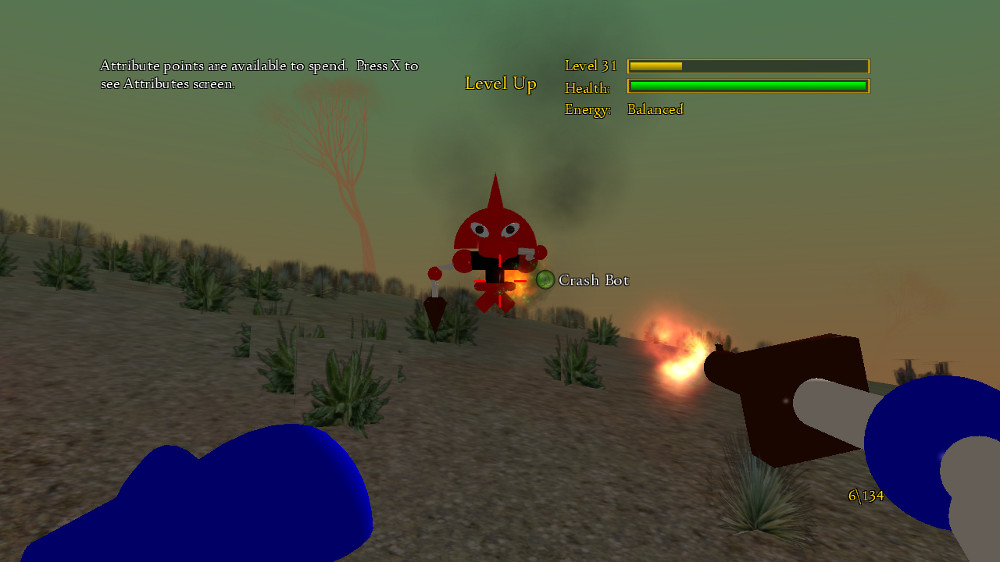 Attribute points are available to spend. Press X to
see Attributes screen.
Level Up
Level 31
Health:
Energy: Balanced
Crash Bot
6\134